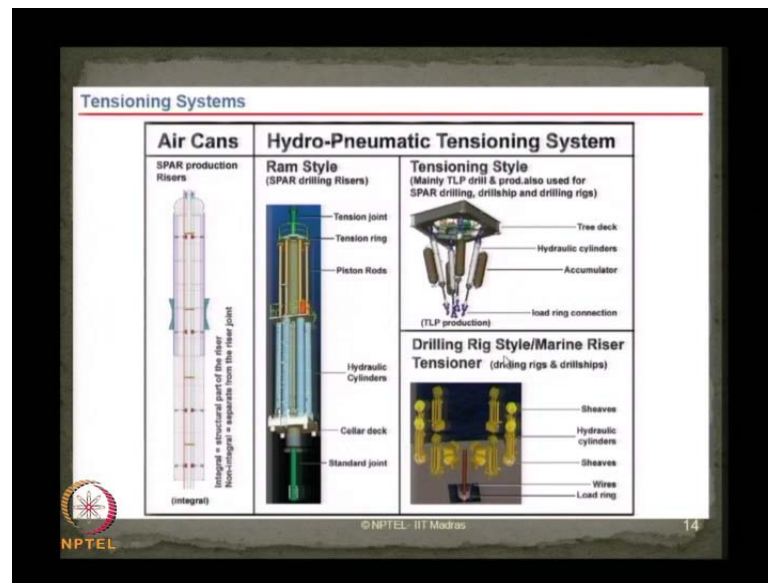 Tensioning Systems
Air Cans
SPAR production
Risers
Integral = structural part of the riser
Non-integral = separate from the riser joint
(integral)
Hydro-Pneumatic Tensioning System
Ram Style
(SPAR drilling Risers)
Tension joint
Tension ring
Piston Rods
Hydraulic
Cylinders
Cellar deck
Standard joint
Tensioning Style
(Mainly TLP drill & prod.also used for
SPAR drilling, drillship and drilling rigs)
Tree deck
Hydraulic cylinders
Accumulator
load ring connection
(TLP production)
Drilling Rig Style/Marine Riser
Tensioner (drilling rigs & drillships)
Sheaves
Hydraulic
cylinders
Sheaves
Wires
Load ring
NPTEL
© NPTEL- IIT Madras
14